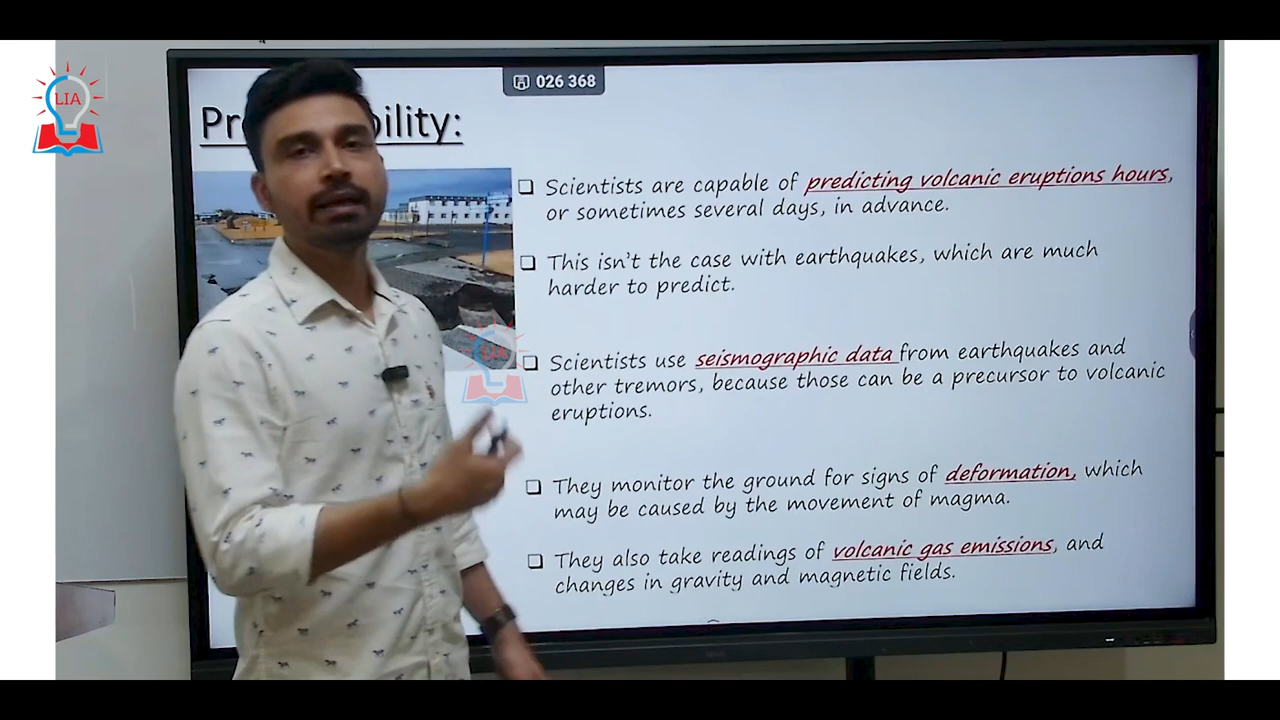 LIA
026 368
Pr bility:
❑ Scientists are capable of predicting volcanic eruptions hours,
or sometimes several days, in advance.
❑ This isn't the case with earthquakes, which are much
harder to predict.
LIA
❑ Scientists use seismographic data from earthquakes and
other tremors, because those can be a precursor to volcanic
eruptions.
❑ They monitor the ground for signs of deformation, which
may be caused by the movement of magma.
❑ They also take readings of volcanic gas emissions, and
changes in gravity and magnetic fields.